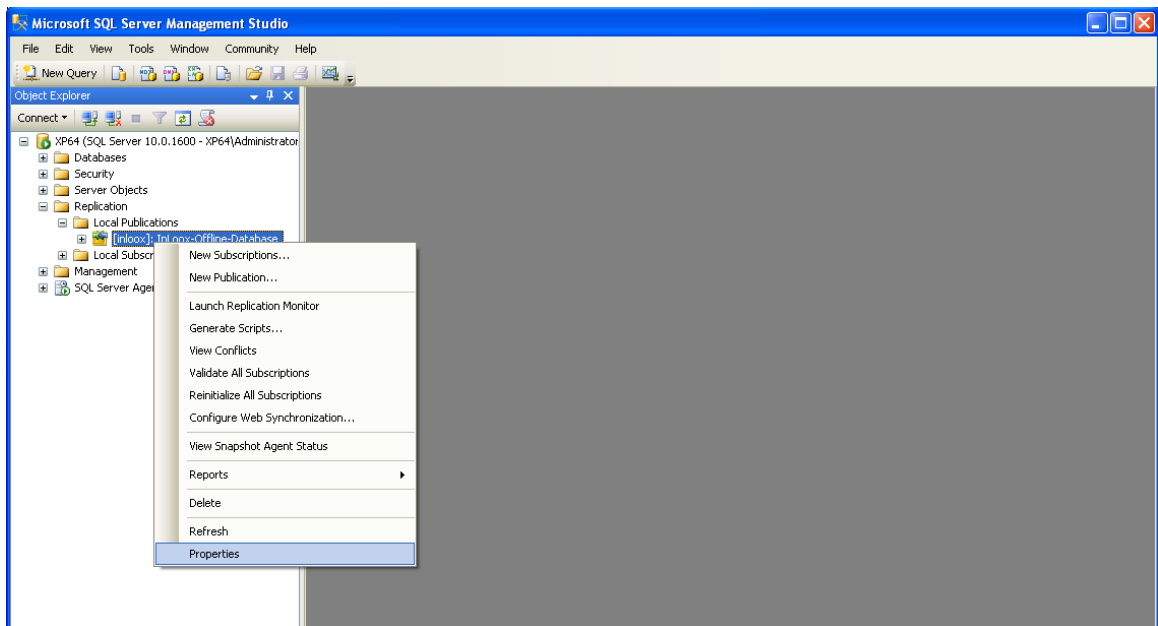 Microsoft SQL Server Management Studio
File Edit View Tools Window Community Help
New Query
Object Explorer
Connect
XP64 (SQL Server 10.0.1600 - XP64\Administrator
Databases
Security
Server Objects
Replication
Local Publications
[inloox]: InLoox-Offline-Database
Local Subscr
Management
SQL Server Agen
New Subscriptions...
New Publication...
Launch Replication Monitor
Generate Scripts...
View Conflicts
Validate All Subscriptions
Reinitialize All Subscriptions
Configure Web Synchronization...
View Snapshot Agent Status
Reports
Delete
Refresh
Properties